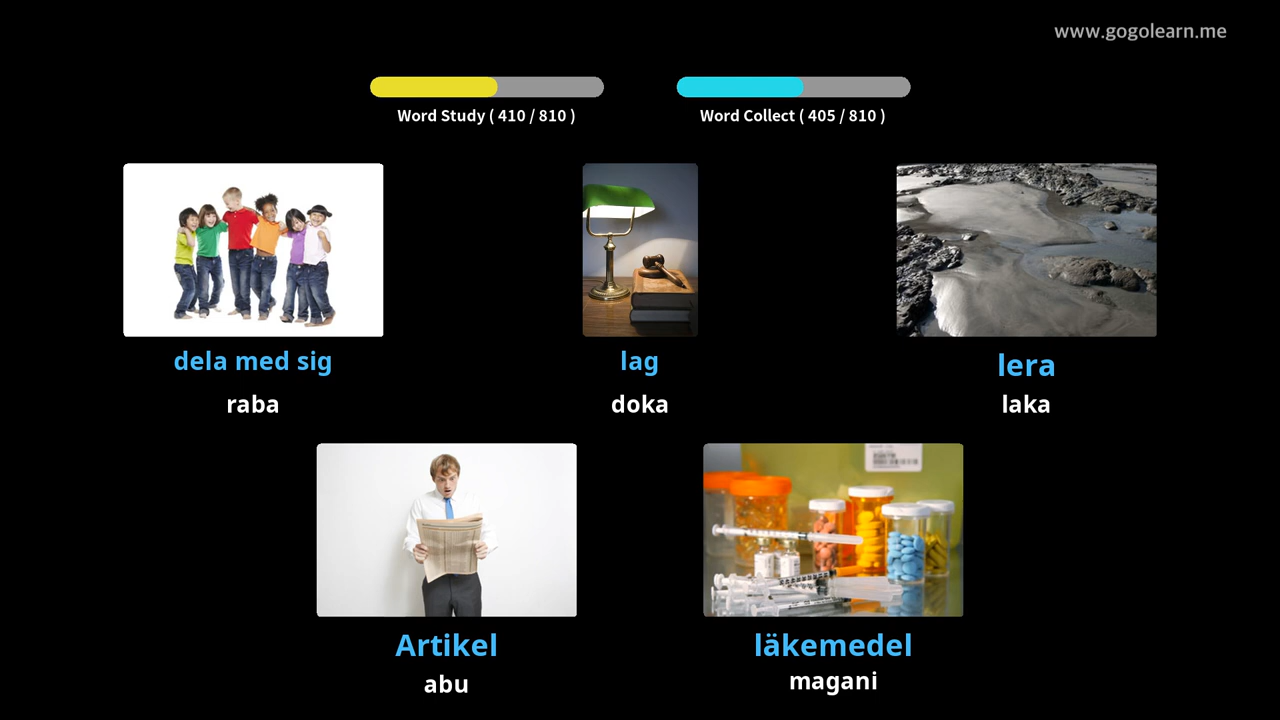 www.gogolearn.me
Word Study ( 410 / 810 )
Word Collect ( 405 / 810 )
dela med sig
lag
lera
raba
doka
laka
Artikel
läkemedel
abu
magani